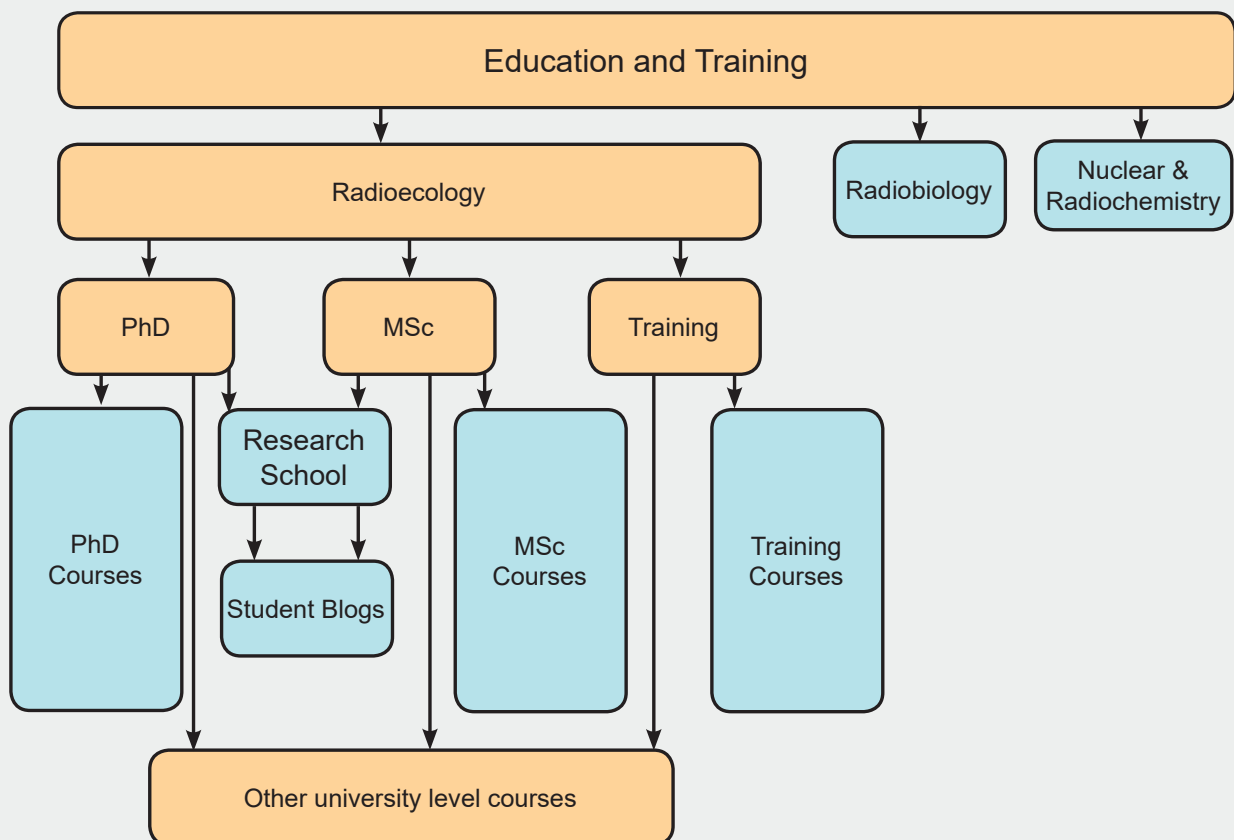 Education and Training
Radioecology
Radiobiology
Nuclear &
Radiochemistry
PhD
MSc
Training
Research
School
PhD
Courses
MSc
Courses
Training
Courses
Student Blogs
Other university level courses